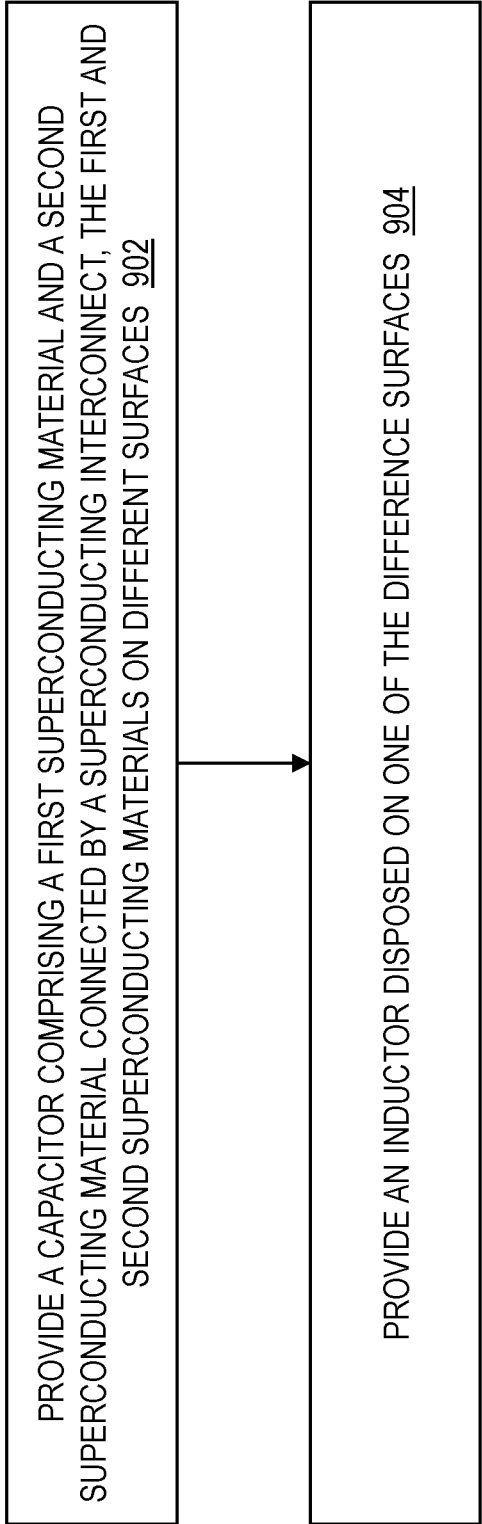 PROVIDE A CAPACITOR COMPRISING A FIRST SUPERCONDUCTING MATERIAL AND A SECOND
SUPERCONDUCTING MATERIAL CONNECTED BY A SUPERCONDUCTING INTERCONNECT, THE FIRST AND
SECOND SUPERCONDUCTING MATERIALS ON DIFFERENT SURFACES 902
PROVIDE AN INDUCTOR DISPOSED ON ONE OF THE DIFFERENCE SURFACES 904